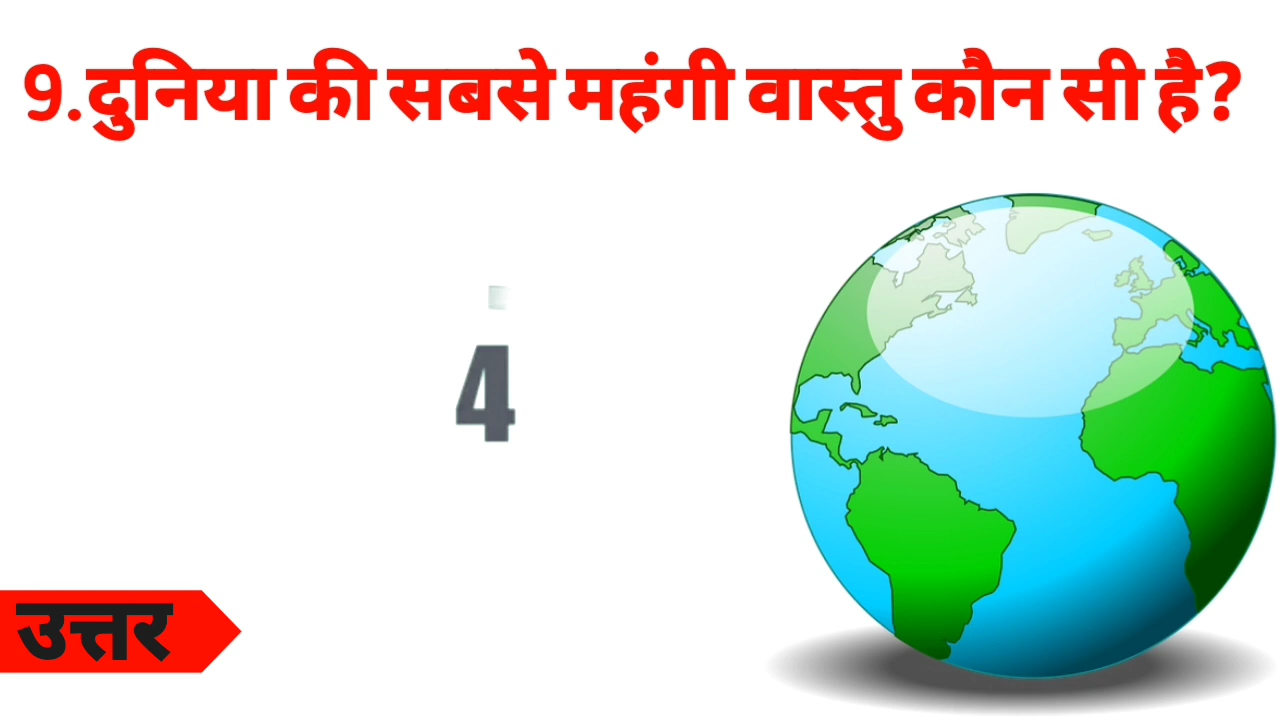 9.दुनिया की सबसे महंगी वास्तु कौन सी है?
4
उत्तर